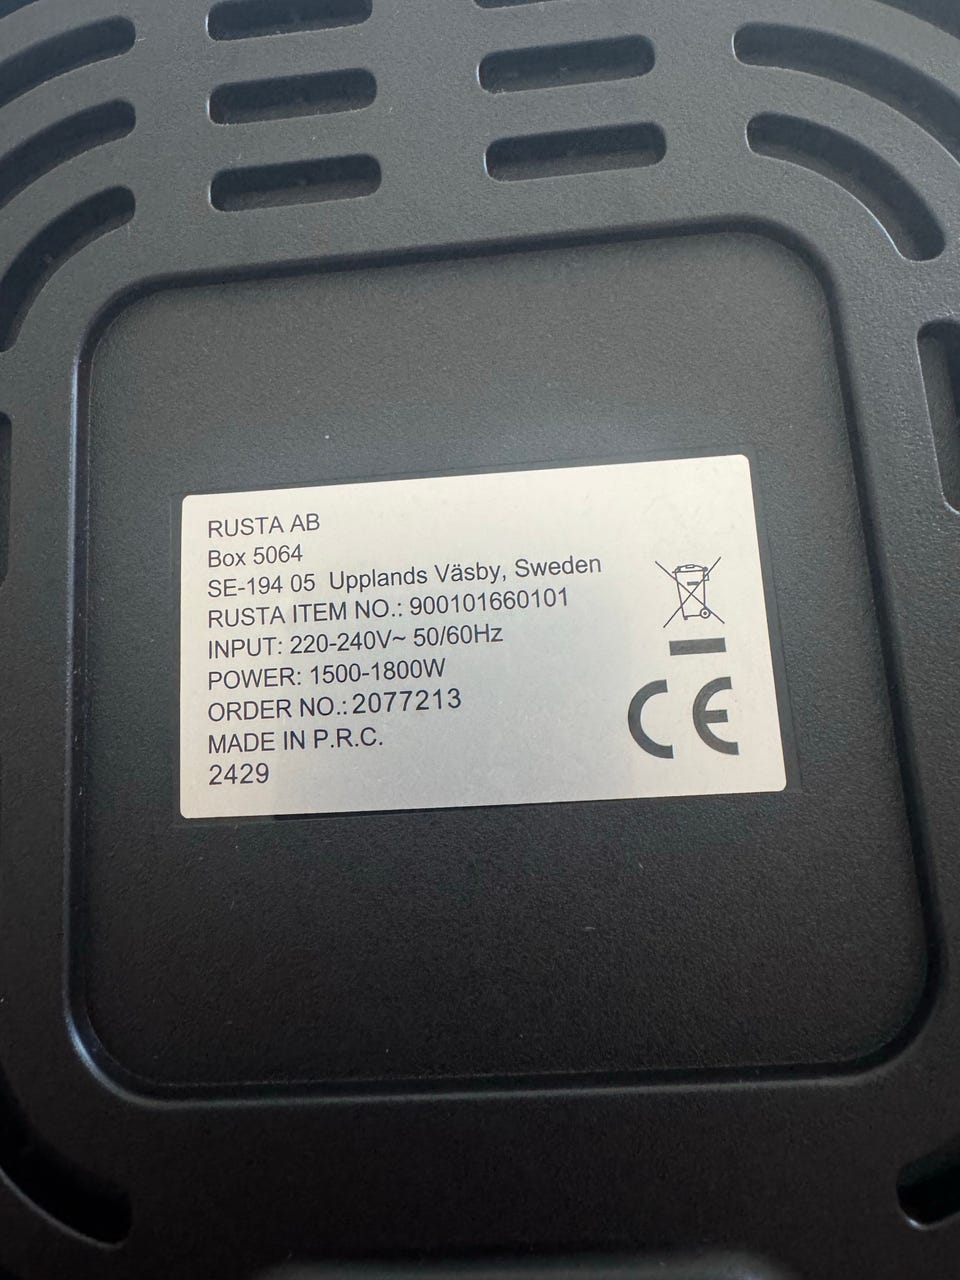 RUSTA AB
Box 5064
SE-194 05 Upplands Väsby, Sweden
RUSTA ITEM NO.: 900101660101
INPUT: 220-240V~ 50/60Hz
POWER: 1500-1800W
ORDER NO.: 2077213
MADE IN P.R.C.
2429
CE